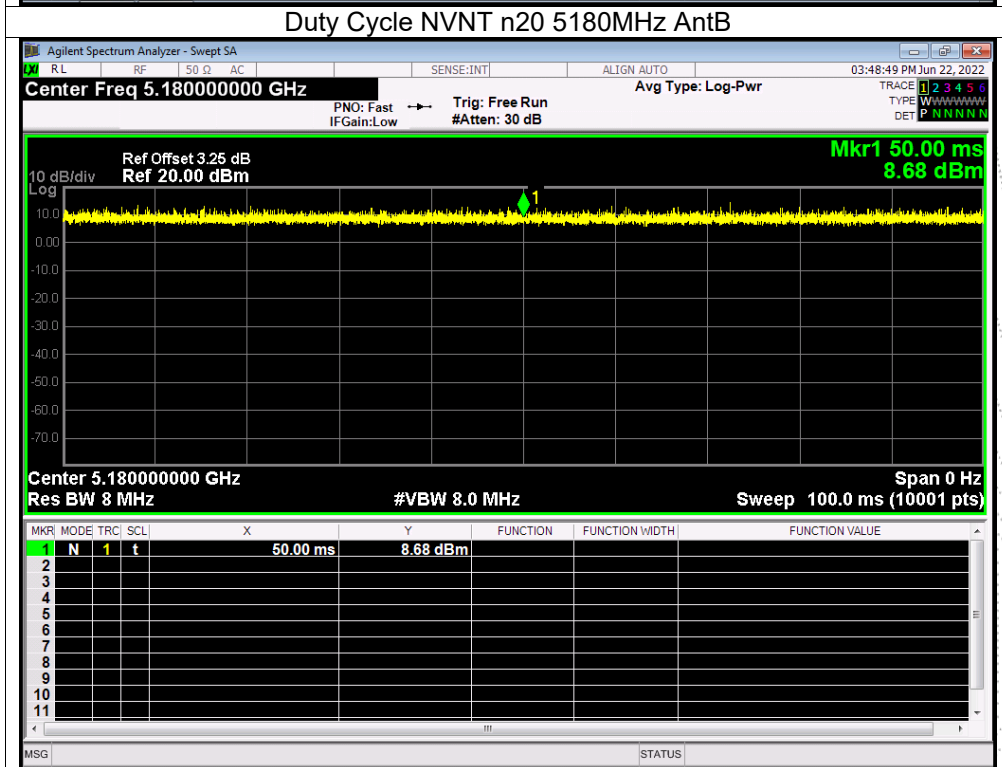 Duty Cycle NVNT n20 5180MHz AntB
Agilent Spectrum Analyzer - Swept SA
LXI RL RF 50 Ω AC SENSE:INT ALIGN AUTO 03:48:49 PM Jun 22, 2022
Center Freq 5.180000000 GHz Avg Type: Log-Pwr TRACE 1 2 3 4 5 6
PNO: Fast Trig: Free Run TYPE WWWWWW
IFGain:Low #Atten: 30 dB DET P N N N N N
Mkr1 50.00 ms
Ref Offset 3.25 dB
10 dB/div Ref 20.00 dBm 8.68 dBm
Log
1
10.0
0.00
-10.0
-20.0
-30.0
-40.0
-50.0
-60.0
-70.0
Center 5.180000000 GHz Span 0 Hz
Res BW 8 MHz #VBW 8.0 MHz Sweep 100.0 ms (10001 pts)
MKR MODE TRC SCL X Y FUNCTION FUNCTION WIDTH FUNCTION VALUE
1 N 1 t 50.00 ms 8.68 dBm
2
3
4
5
6
7
8
9
10
11
MSG STATUS